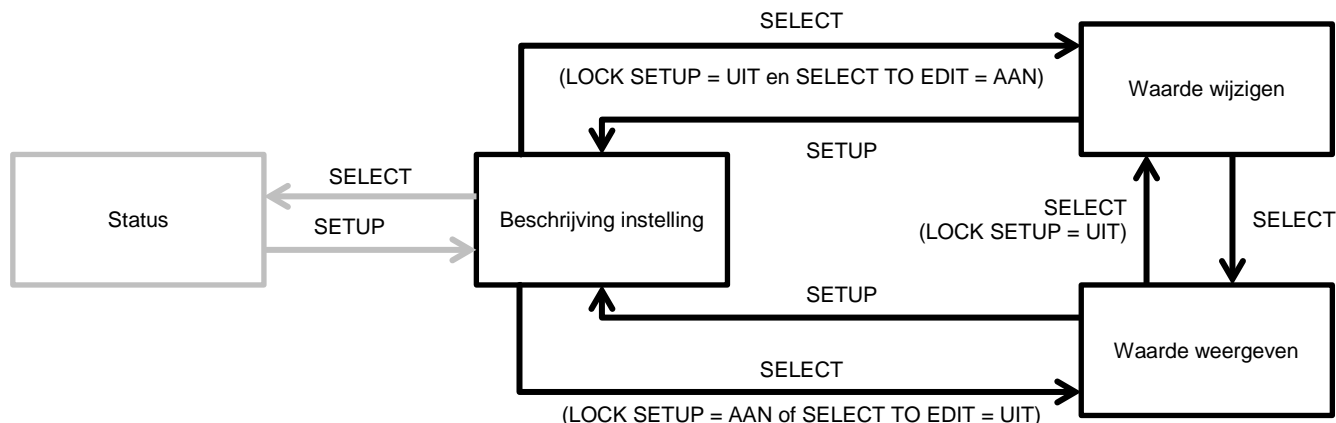 SELECT
(LOCK SETUP = UIT en SELECT TO EDIT = AAN)
Waarde wijzigen
SETUP
SELECT
Status
SETUP
Beschrijving instelling
SELECT
(LOCK SETUP = UIT)
SELECT
SETUP
Waarde weergeven
SELECT
(LOCK SETUP = AAN of SELECT TO EDIT = UIT)